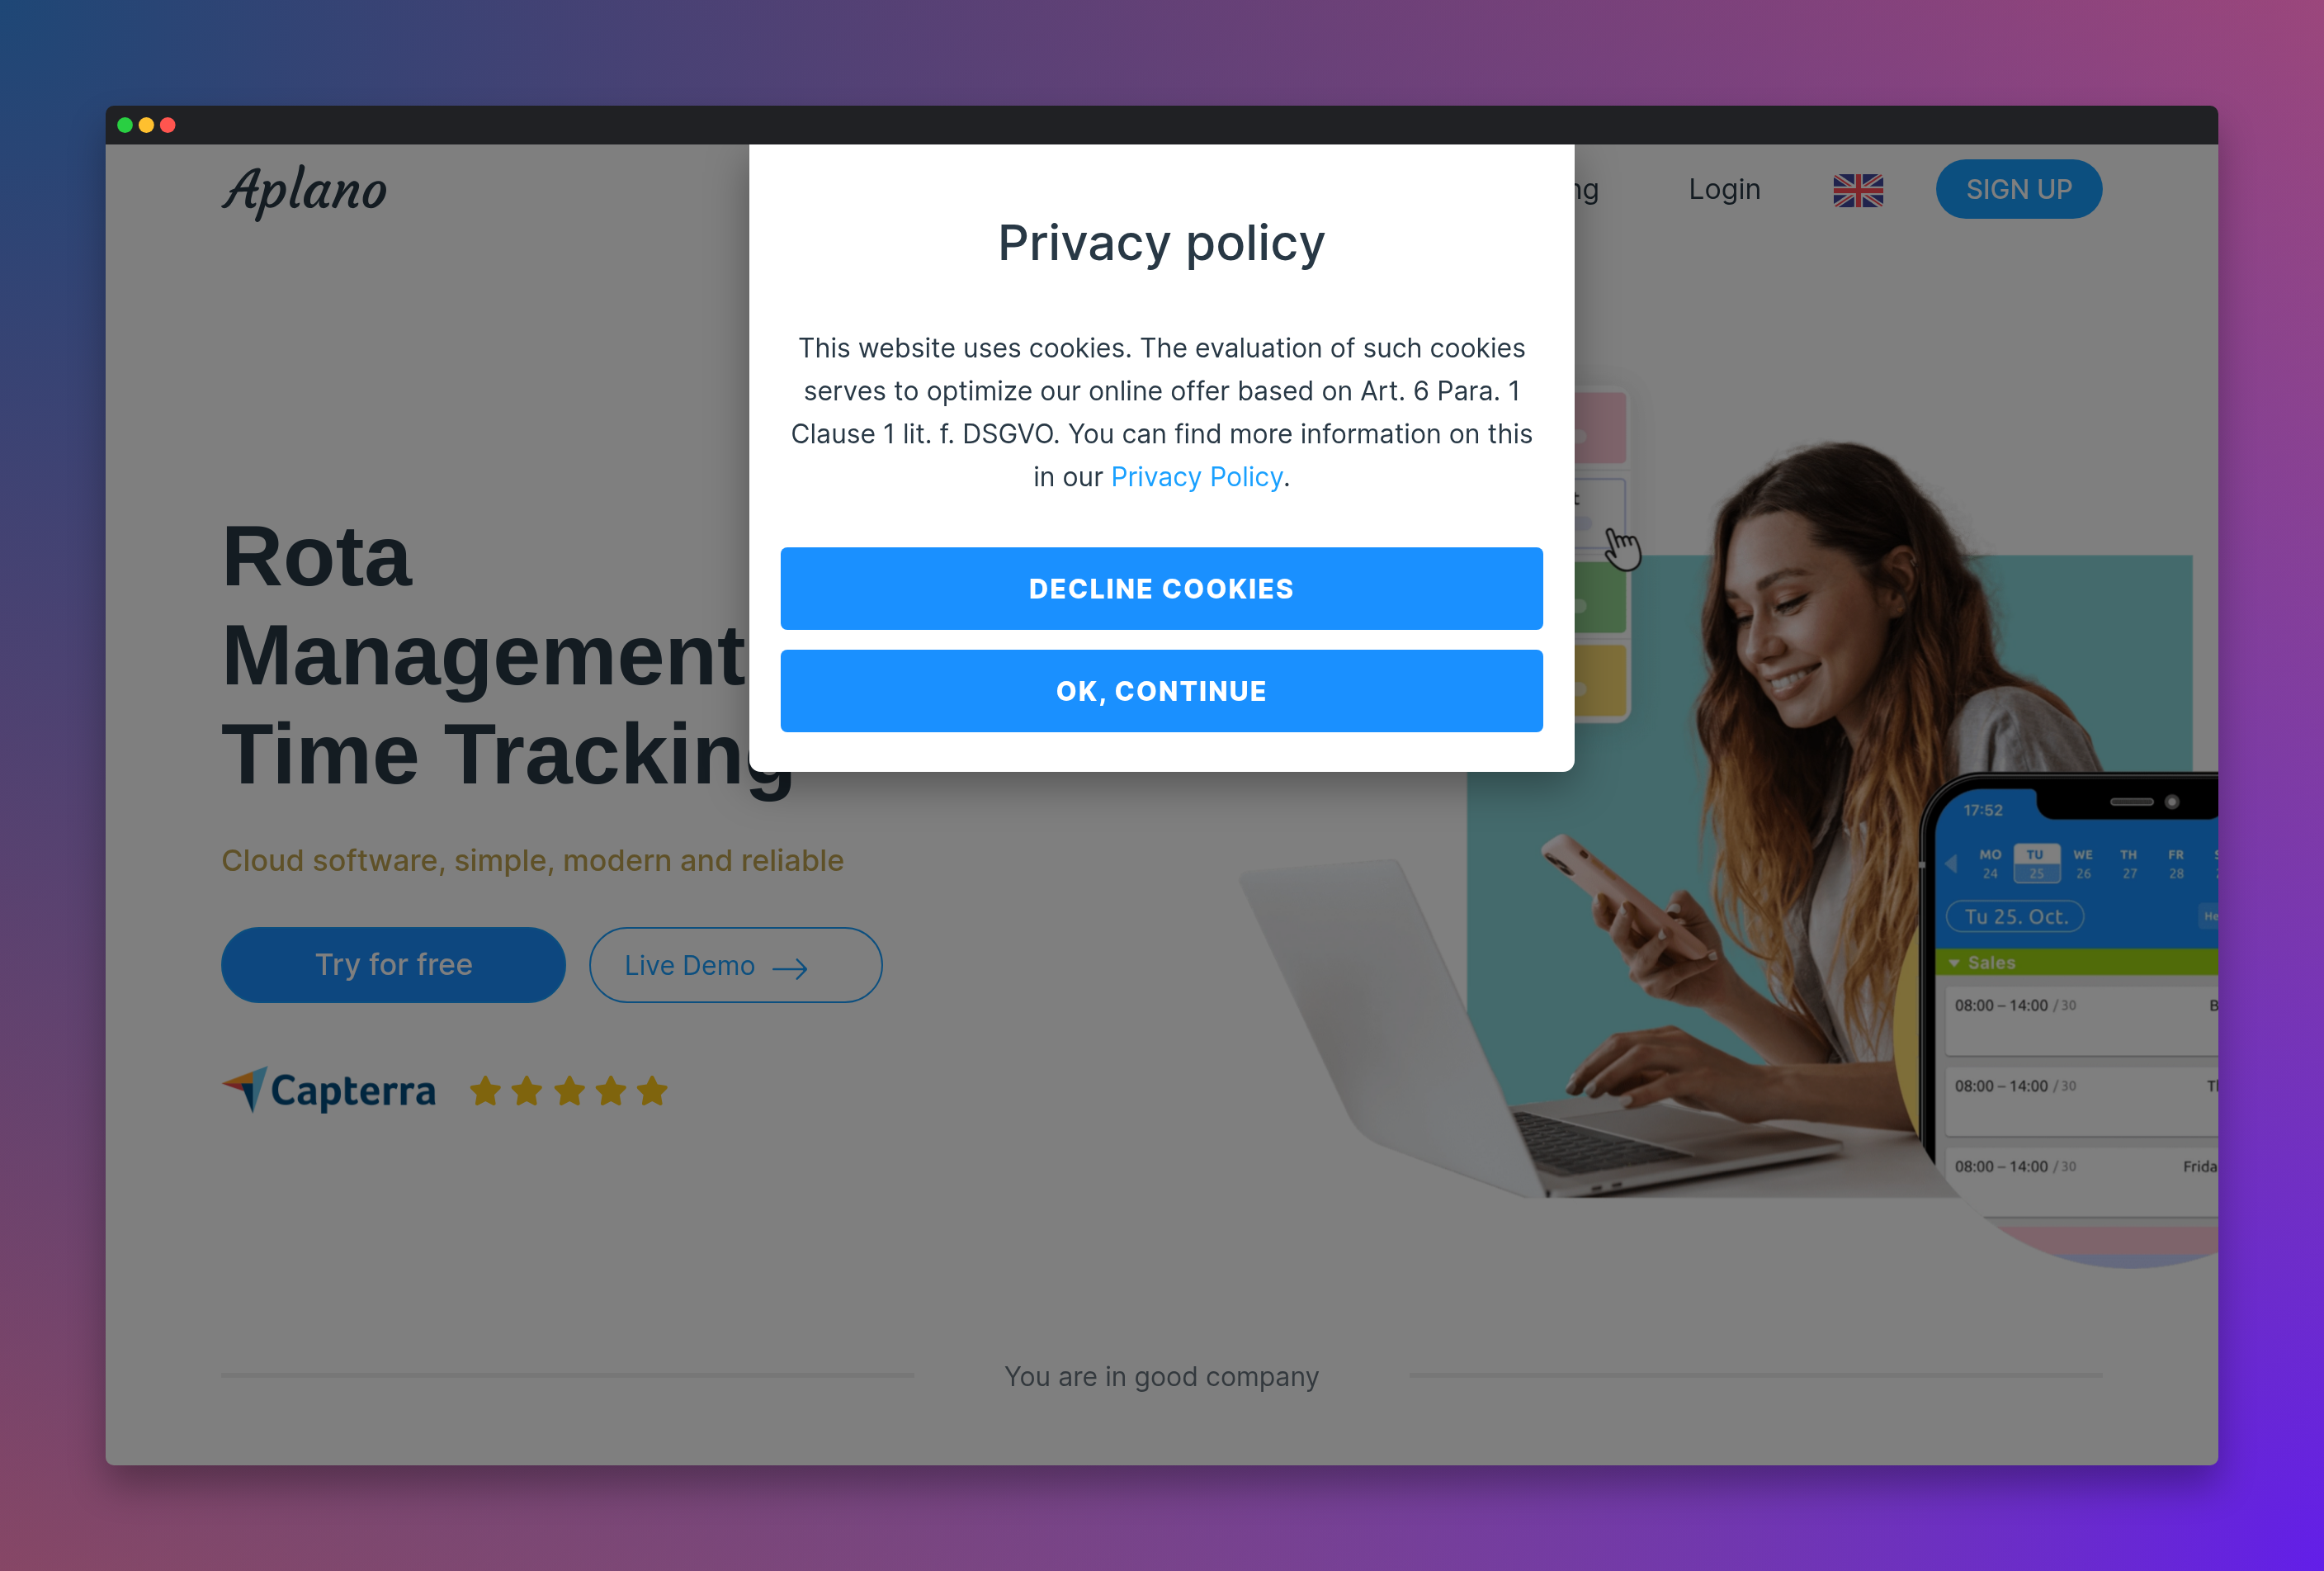 Aplano
Login
SIGN UP
Privacy policy
This website uses cookies. The evaluation of such cookies
serves to optimize our online offer based on Art. 6 Para. 1
Clause 1 lit. f. DSGVO. You can find more information on this
in our Privacy Policy.
DECLINE COOKIES
OK, CONTINUE
Rota
Management
Time Tracking
Cloud software, simple, modern and reliable
Try for free
Live Demo
Capterra
17:52
MO TU WE TH FR
24 25 26 27 28
Tu 25. Oct.
Sales
08:00 – 14:00 / 30
08:00 – 14:00 / 30
08:00 – 14:00 / 30
You are in good company